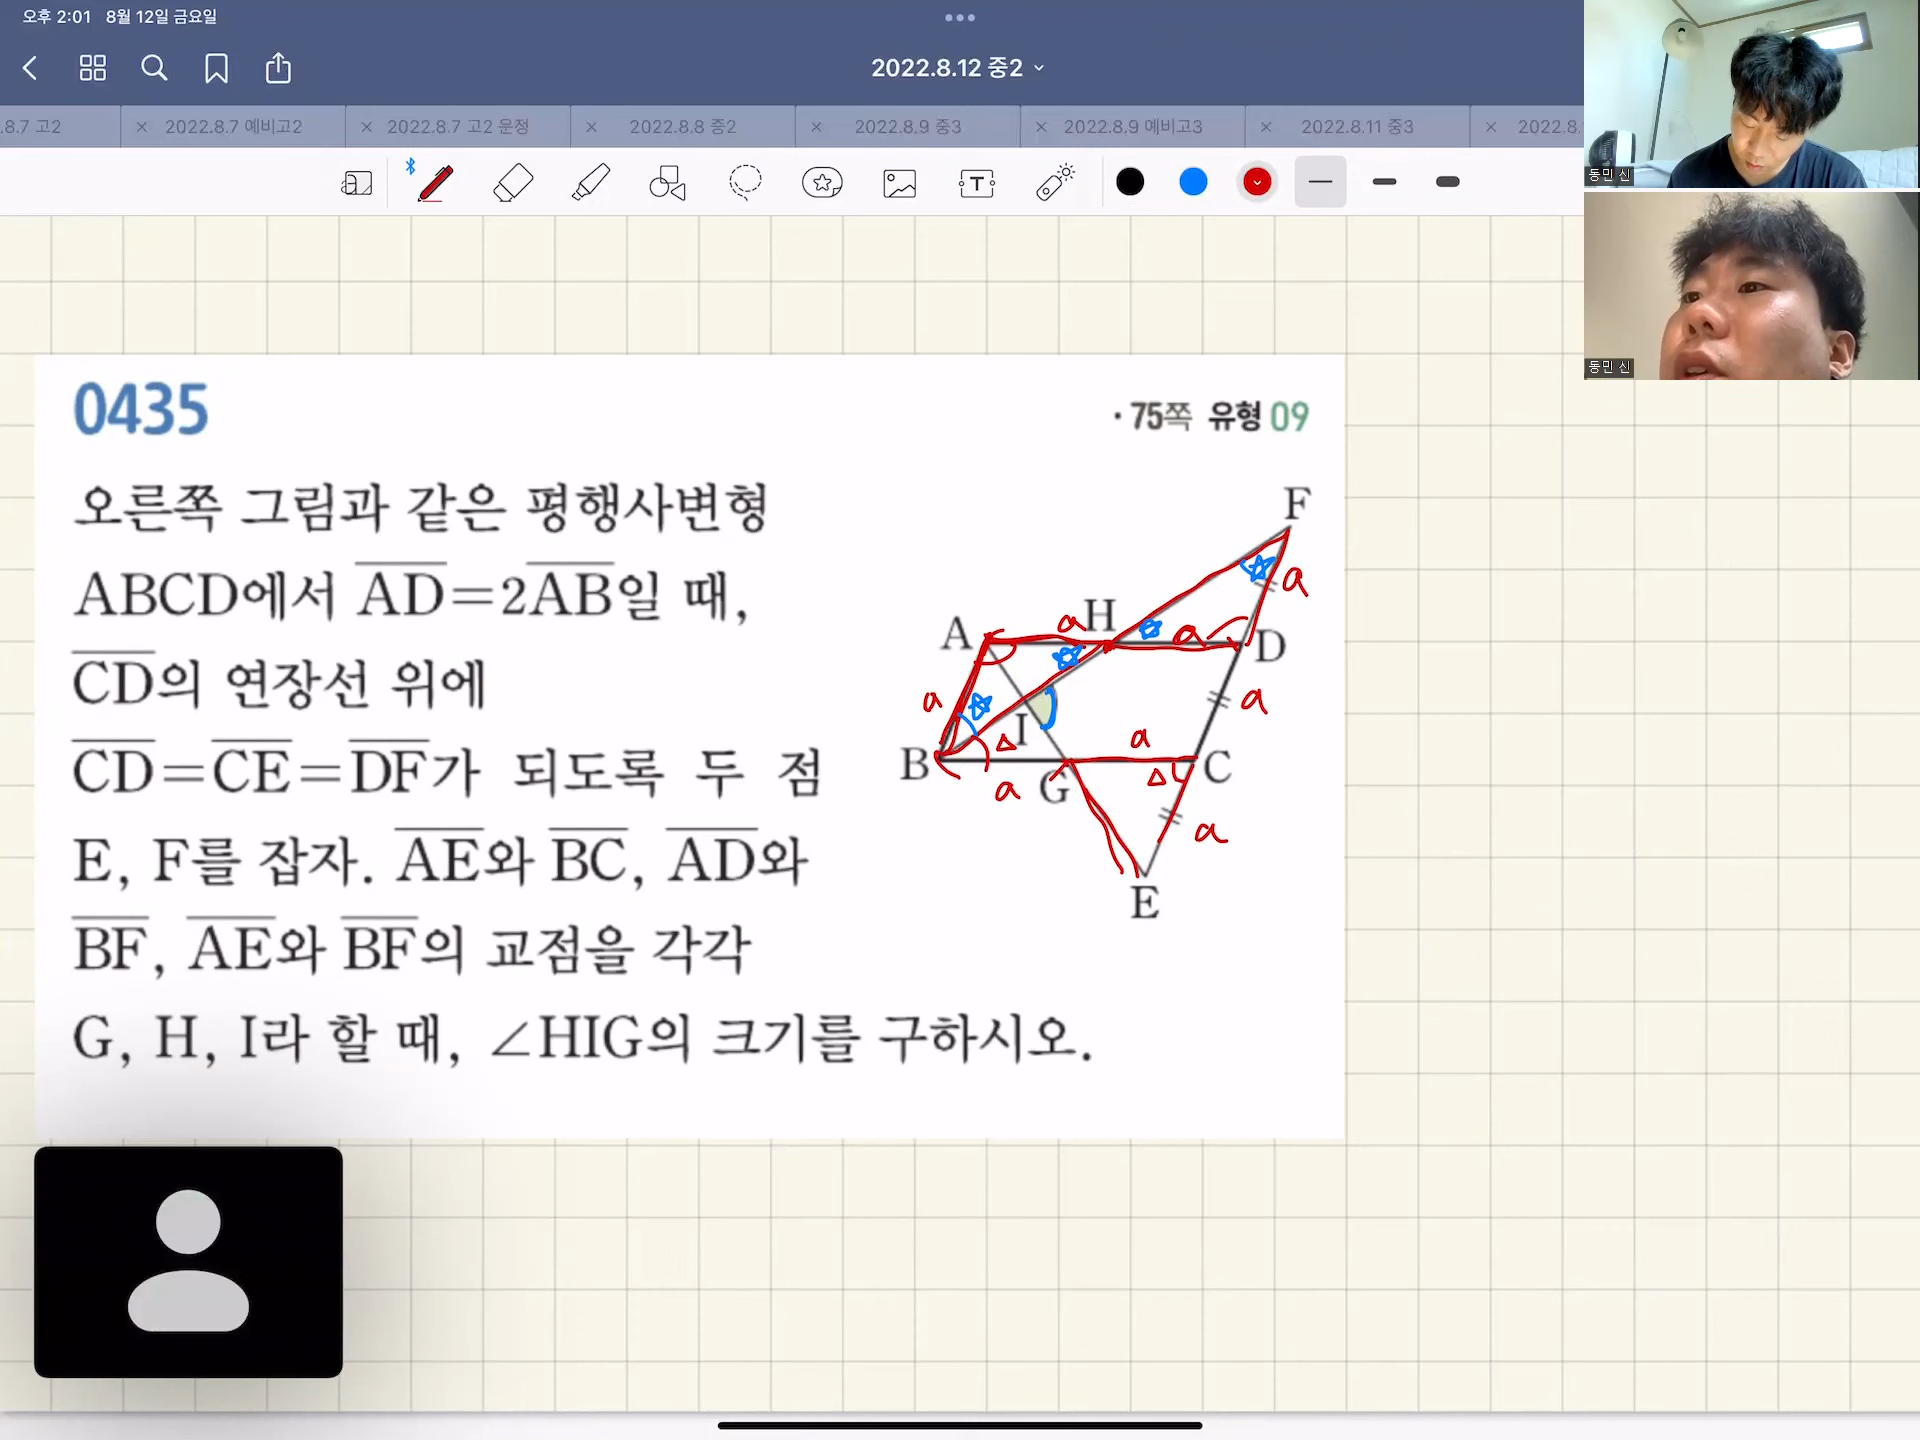 오후 2:01 8월 12일 금요일
2022.8.12 중2
.8.7 고2
2022.8.7 예비고2
2022.8.7 고2 운정
2022.8.8 중2
2022.8.9 중3
2022.8.9 예비고3
2022.8.11 중3
2022.8.
동민 신
동민 신
0435
· 75쪽 유형 09
오른쪽 그림과 같은 평행사변형
ABCD에서 AD=2AB일 때,
CD의 연장선 위에
CD=CE=DF가 되도록 두 점
E, F를 잡자. AE와 BC, AD와
BF, AE와 BF의 교점을 각각
G, H, I라 할 때, ∠HIG의 크기를 구하시오.
F
a
A a H a D
a
I
a
B a G a C
a
E